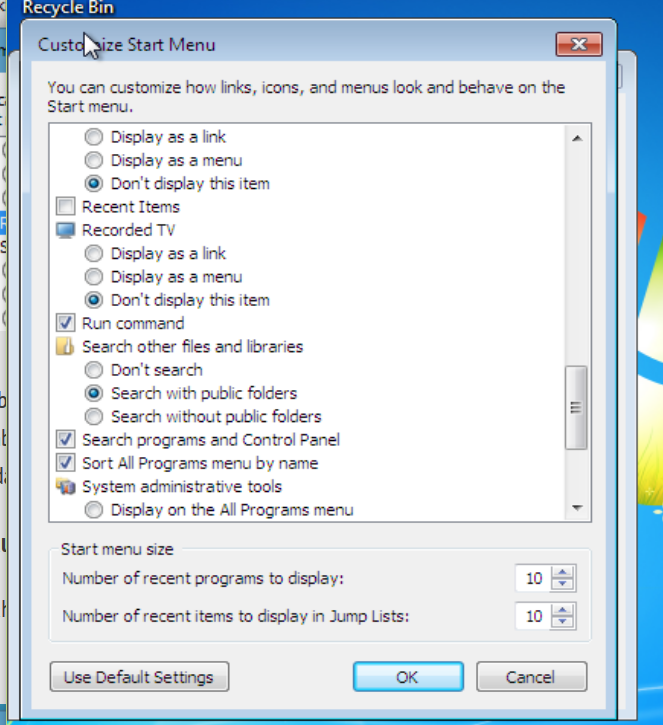 Recycle Bin
Customize Start Menu
You can customize how links, icons, and menus look and behave on the
Start menu.
Display as a link
Display as a menu
Don't display this item
Recent Items
Recorded TV
Display as a link
Display as a menu
Don't display this item
Run command
Search other files and libraries
Don't search
Search with public folders
Search without public folders
Search programs and Control Panel
Sort All Programs menu by name
System administrative tools
Display on the All Programs menu
Start menu size
Number of recent programs to display: 10
Number of recent items to display in Jump Lists: 10
Use Default Settings OK Cancel